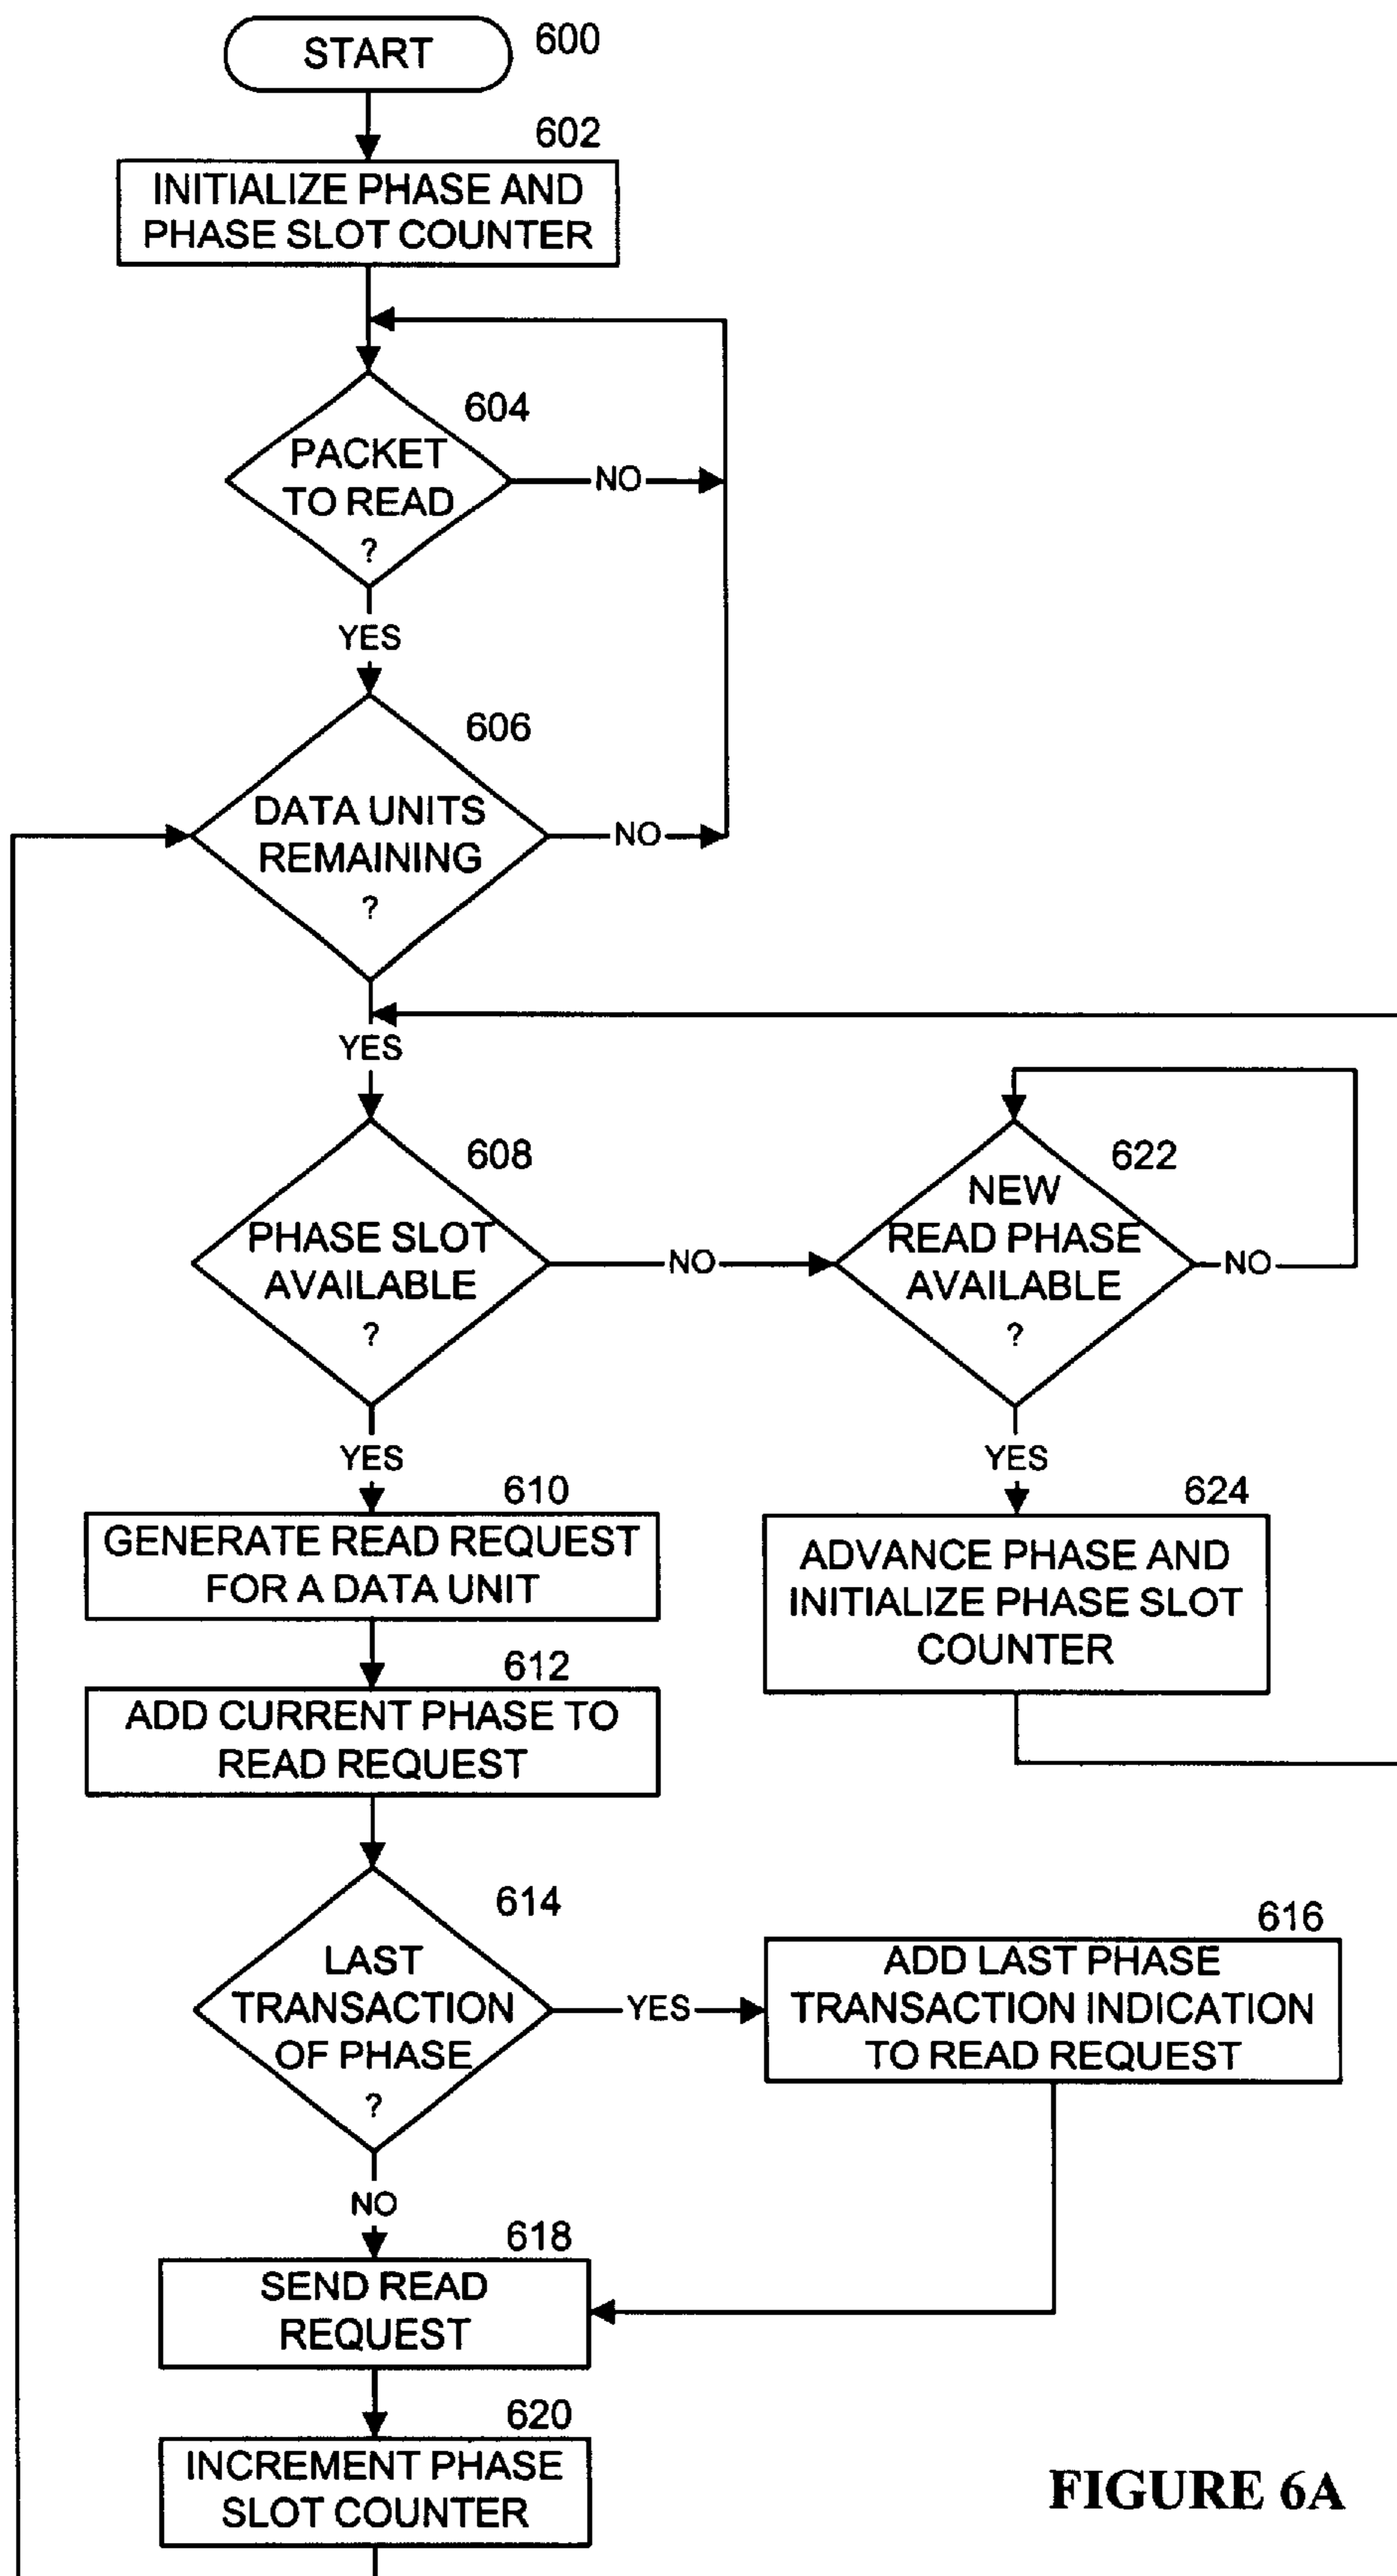 START
600
602
INITIALIZE PHASE AND
PHASE SLOT COUNTER
604
PACKET
TO READ
?
NO
YES
606
DATA UNITS
REMAINING
?
NO
YES
608
PHASE SLOT
AVAILABLE
?
NO
622
NEW
READ PHASE
AVAILABLE
?
NO
YES
YES
610
GENERATE READ REQUEST
FOR A DATA UNIT
624
ADVANCE PHASE AND
INITIALIZE PHASE SLOT
COUNTER
612
ADD CURRENT PHASE TO
READ REQUEST
614
LAST
TRANSACTION
OF PHASE
?
YES
616
ADD LAST PHASE
TRANSACTION INDICATION
TO READ REQUEST
NO
618
SEND READ
REQUEST
620
INCREMENT PHASE
SLOT COUNTER
FIGURE 6A